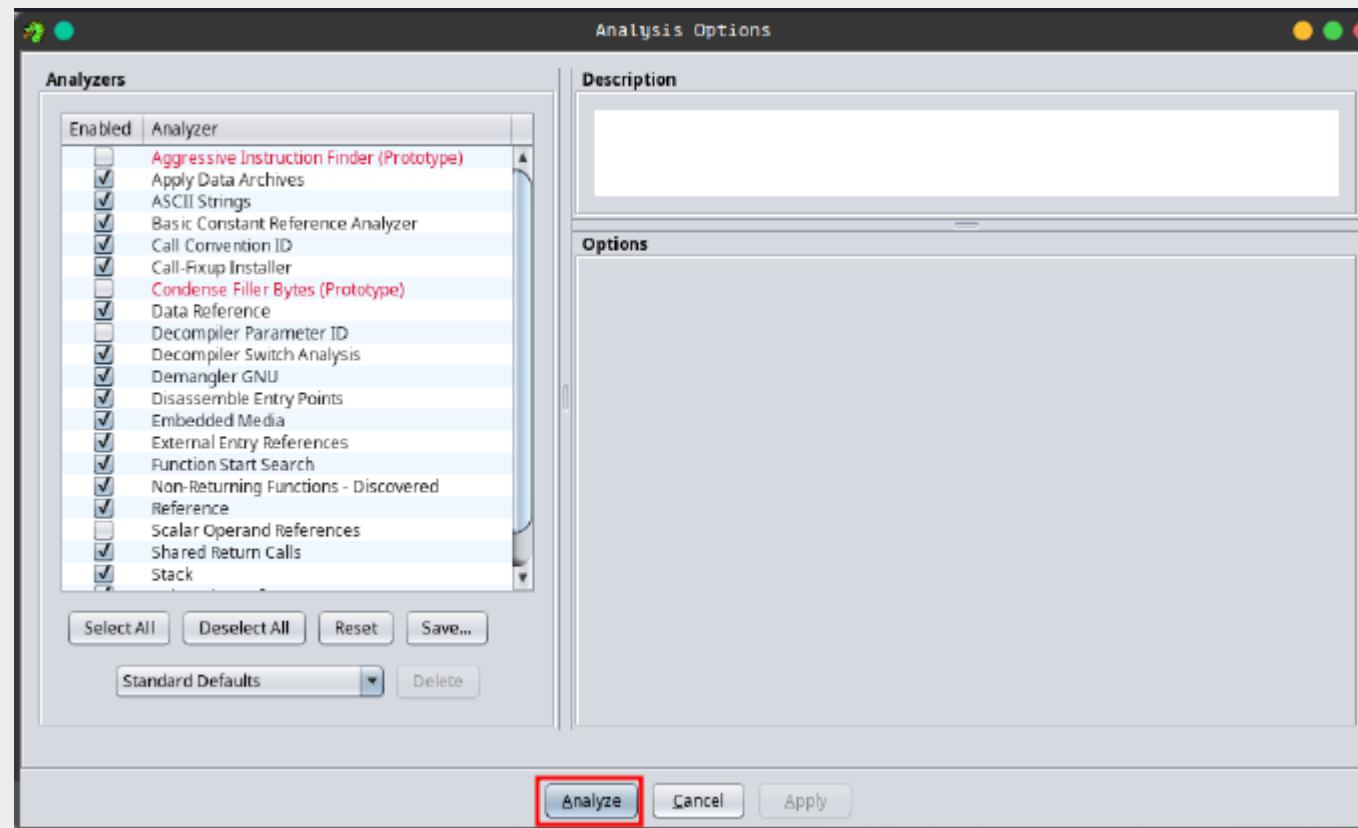 Analysis Options
Analyzers
Enabled Analyzer
Aggressive Instruction Finder (Prototype)
Apply Data Archives
ASCII Strings
Basic Constant Reference Analyzer
Call Convention ID
Call-Fixup Installer
Condense Filler Bytes (Prototype)
Data Reference
Decompiler Parameter ID
Decompiler Switch Analysis
Demangler GNU
Disassemble Entry Points
Embedded Media
External Entry References
Function Start Search
Non-Returning Functions - Discovered
Reference
Scalar Operand References
Shared Return Calls
Stack
Select All Deselect All Reset Save...
Standard Defaults Delete
Description
Options
Analyze Cancel Apply